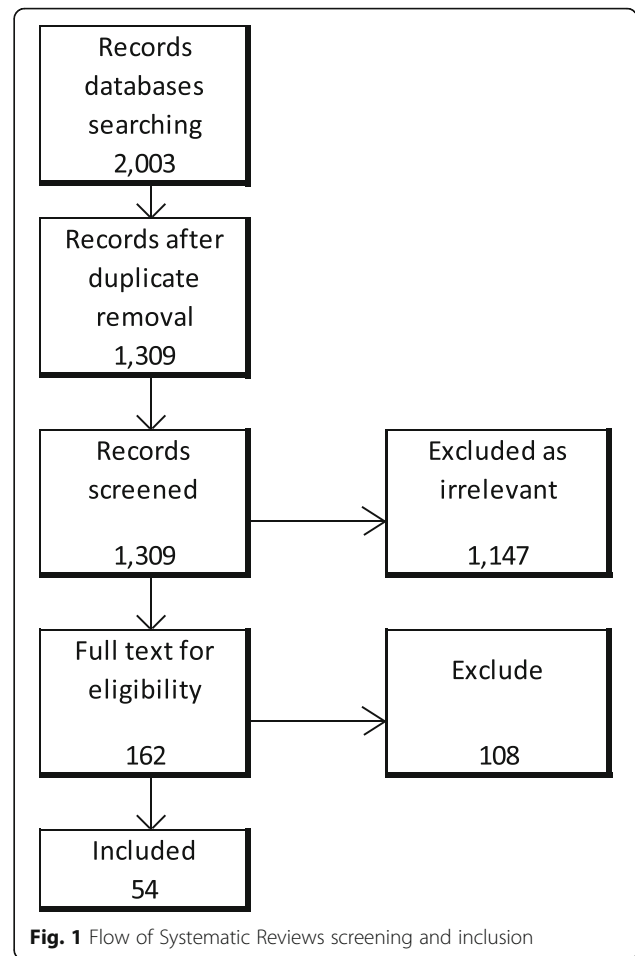 Records
databases
searching
2,003
Records after
duplicate
removal
1,309
Records
screened
1,309
Excluded as
irrelevant
1,147
Full text for
eligibility
162
Exclude
108
Included
54
Fig. 1 Flow of Systematic Reviews screening and inclusion